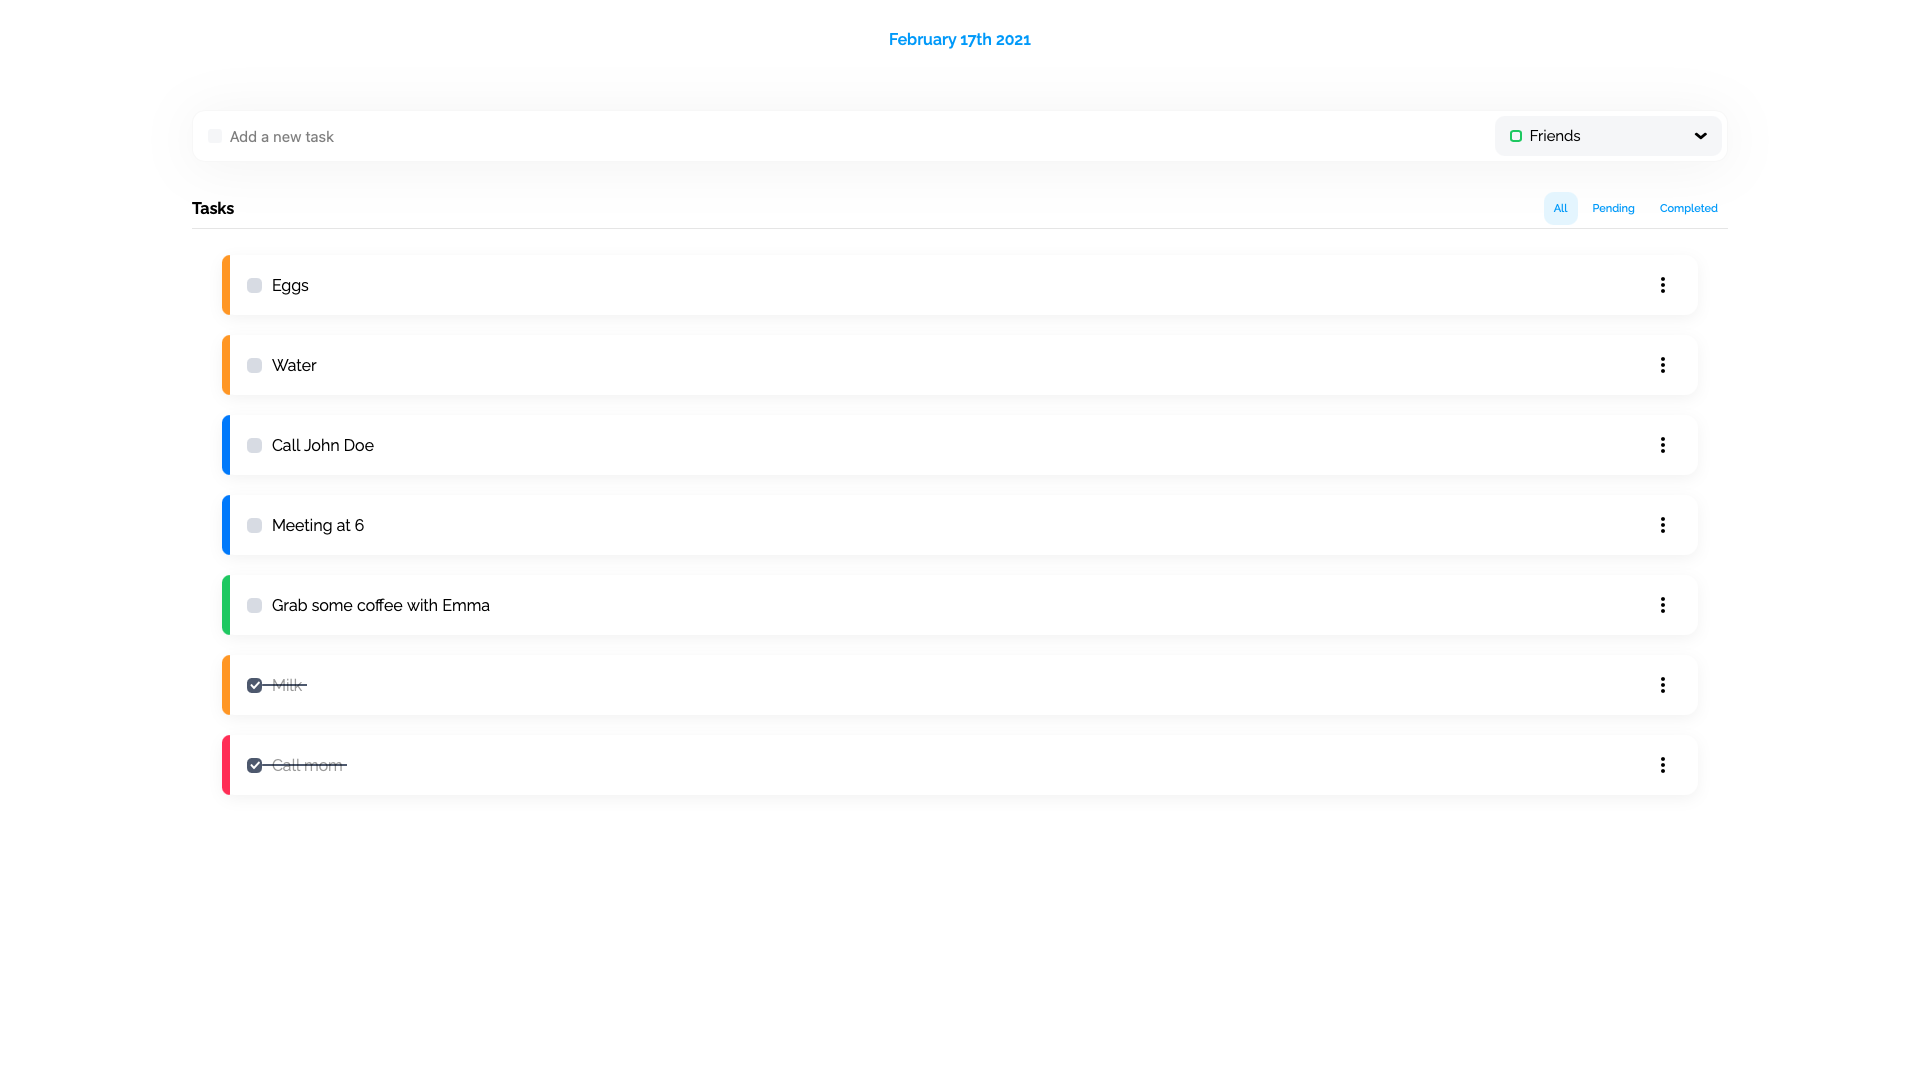 February 17th 2021
Add a new task
Friends
Tasks
All
Pending
Completed
Eggs
Water
Call John Doe
Meeting at 6
Grab some coffee with Emma
Milk
Call mom